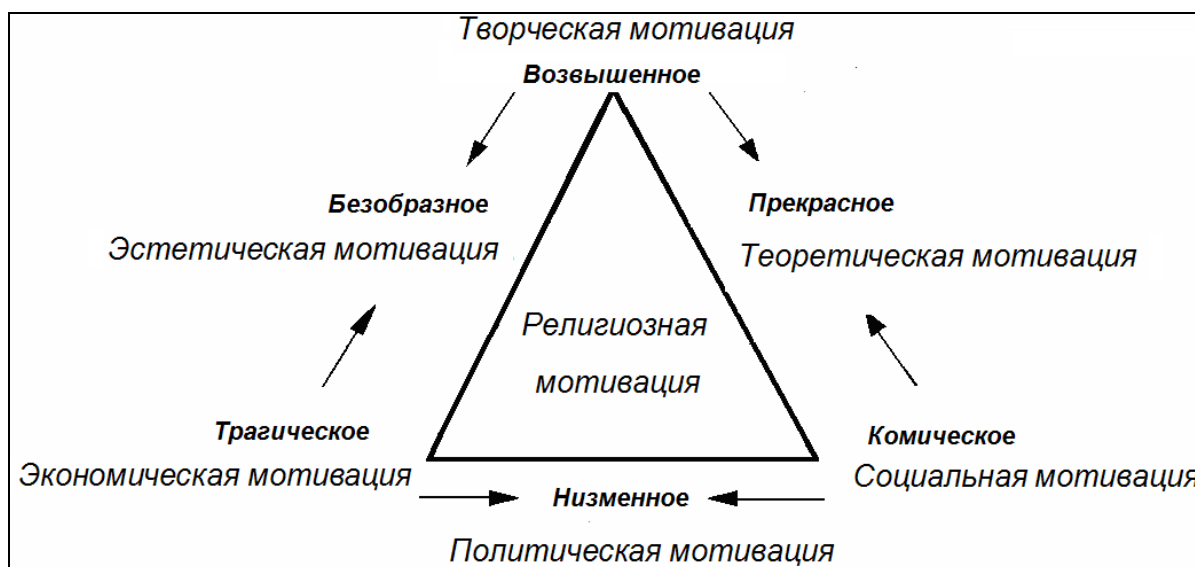 Творческая мотивация
Возвышенное
Безобразное
Прекрасное
Эстетическая мотивация
Теоретическая мотивация
Религиозная
мотивация
Трагическое
Комическое
Экономическая мотивация
Социальная мотивация
Низменное
Политическая мотивация